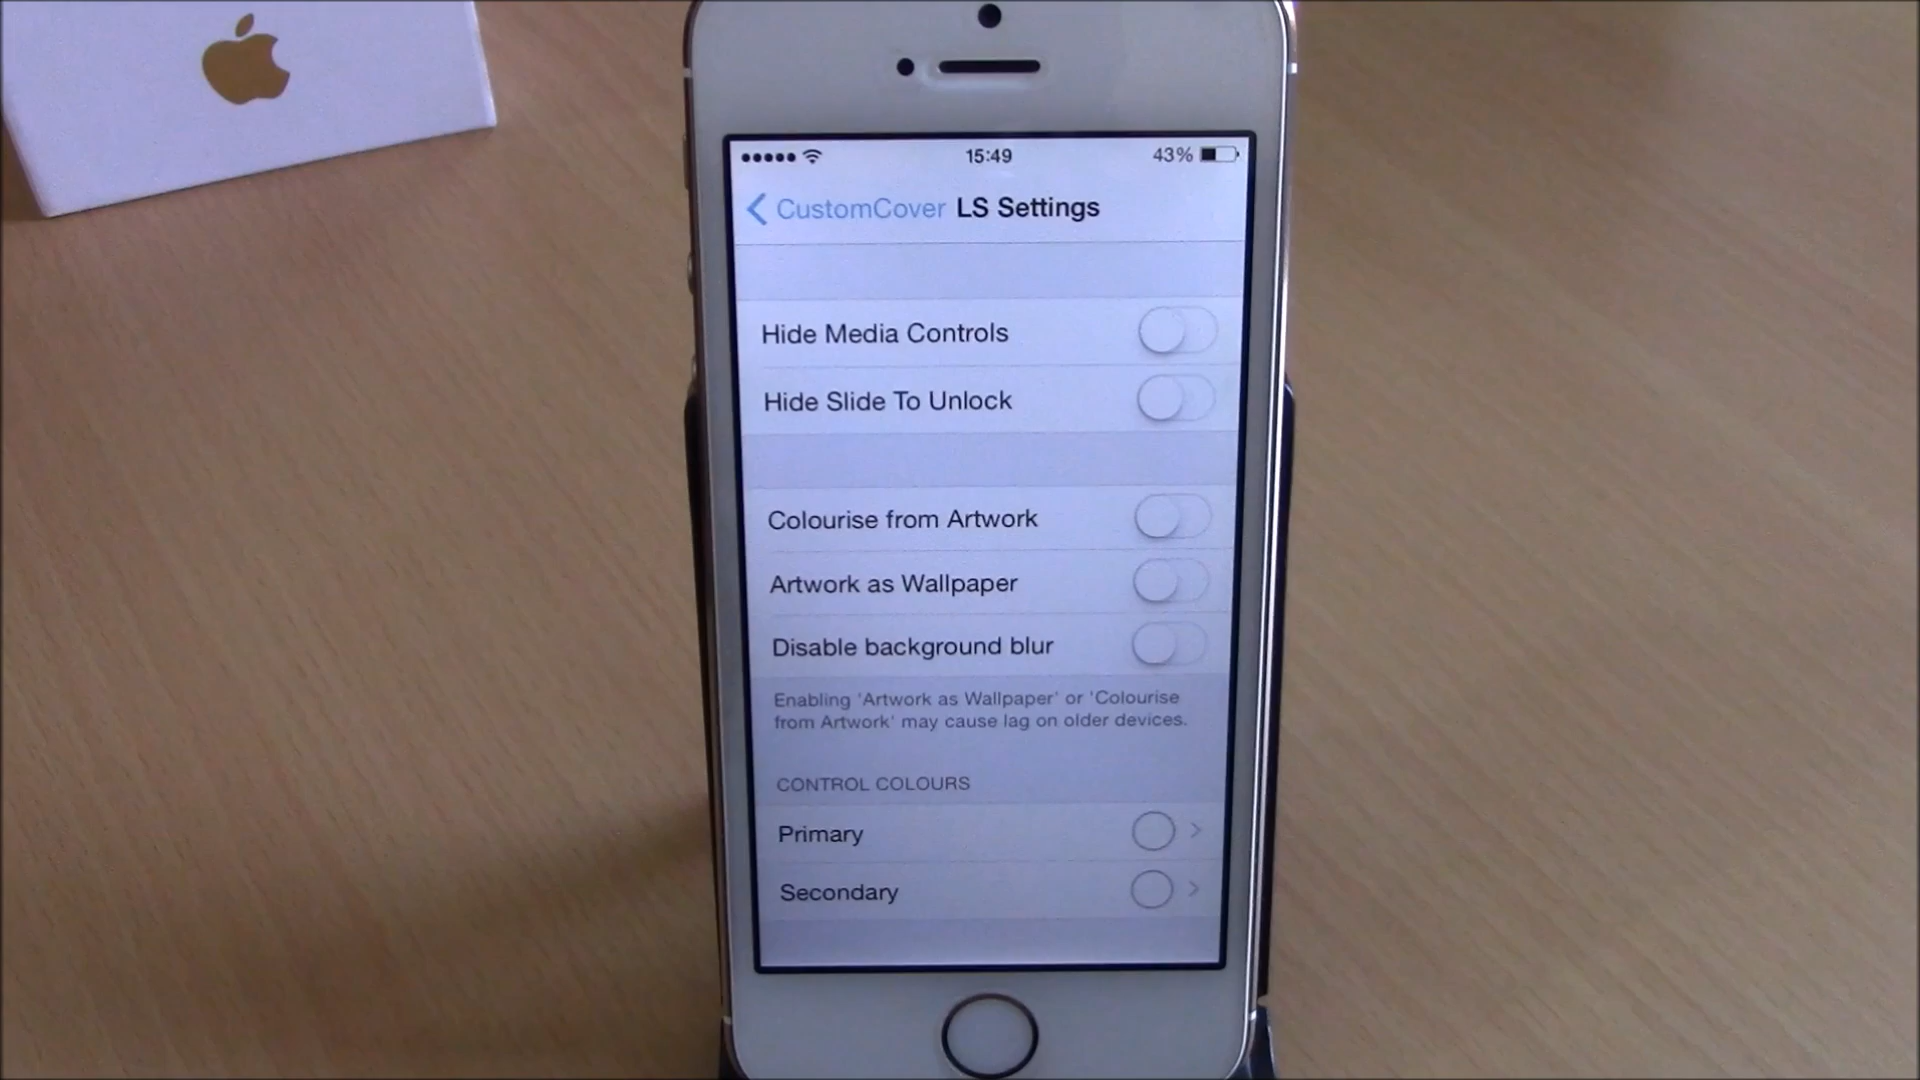 15:49 43%
CustomCover LS Settings
Hide Media Controls
Hide Slide To Unlock
Colourise from Artwork
Artwork as Wallpaper
Disable background blur
Enabling 'Artwork as Wallpaper' or 'Colourise
from Artwork' may cause lag on older devices.
CONTROL COLOURS
Primary
Secondary